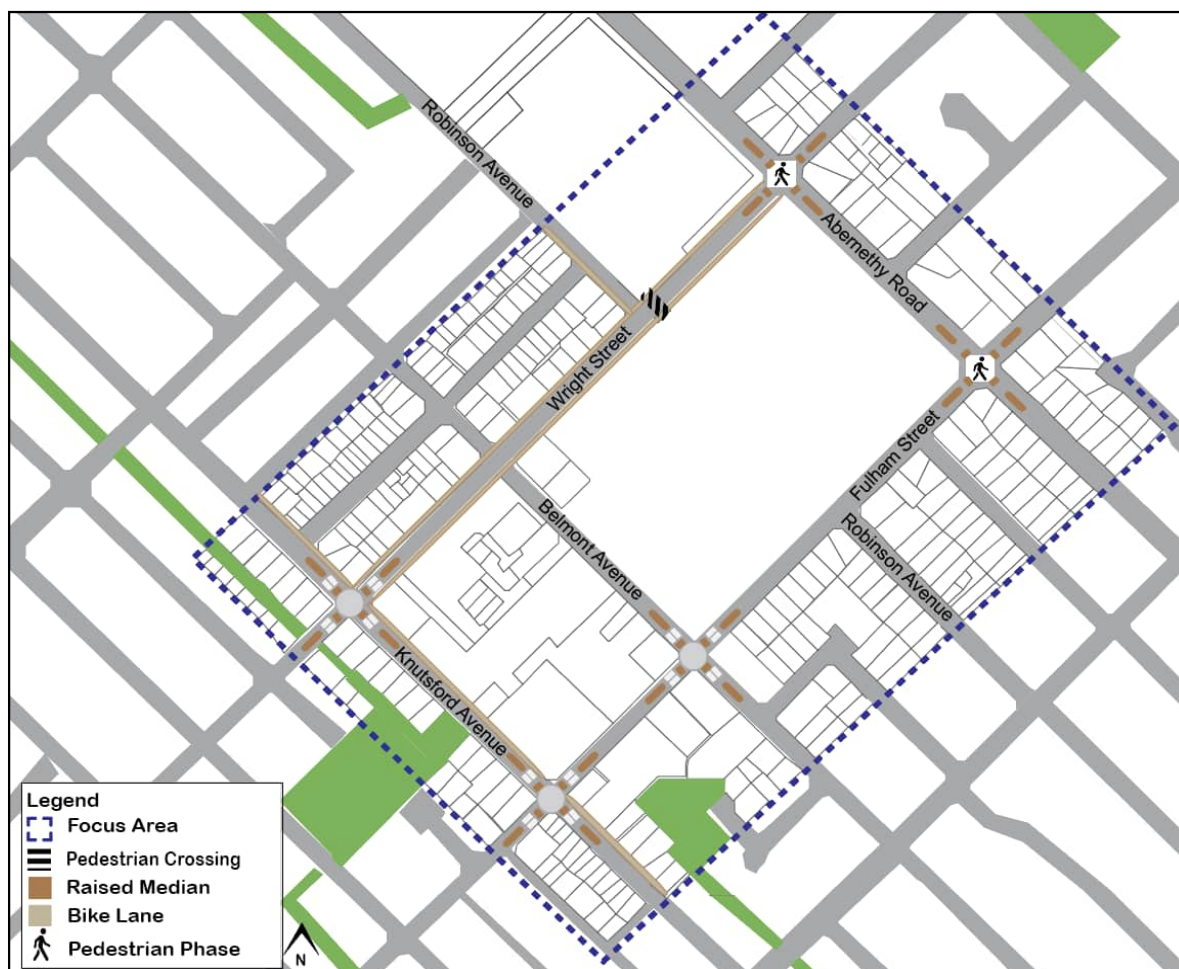 Robinson Avenue
Abernethy Road
Wright Street
Fulham Street
Belmont Avenue
Robinson Avenue
Knutsford Avenue
Legend
Focus Area
Pedestrian Crossing
Raised Median
Bike Lane
Pedestrian Phase
N